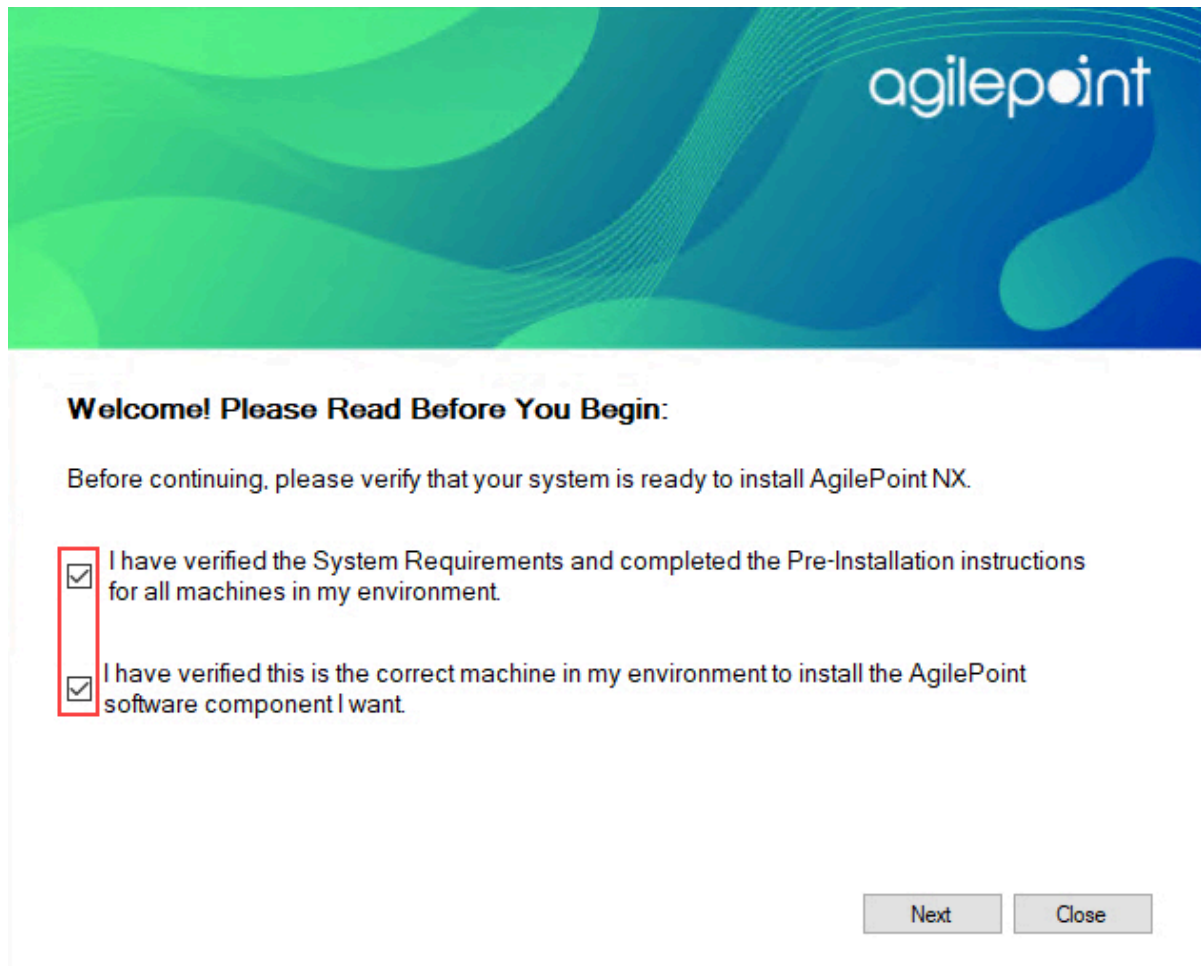 agilepoint
Welcome! Please Read Before You Begin:
Before continuing, please verify that your system is ready to install AgilePoint NX.
I have verified the System Requirements and completed the Pre-Installation instructions
for all machines in my environment.
I have verified this is the correct machine in my environment to install the AgilePoint
software component I want.
Next Close